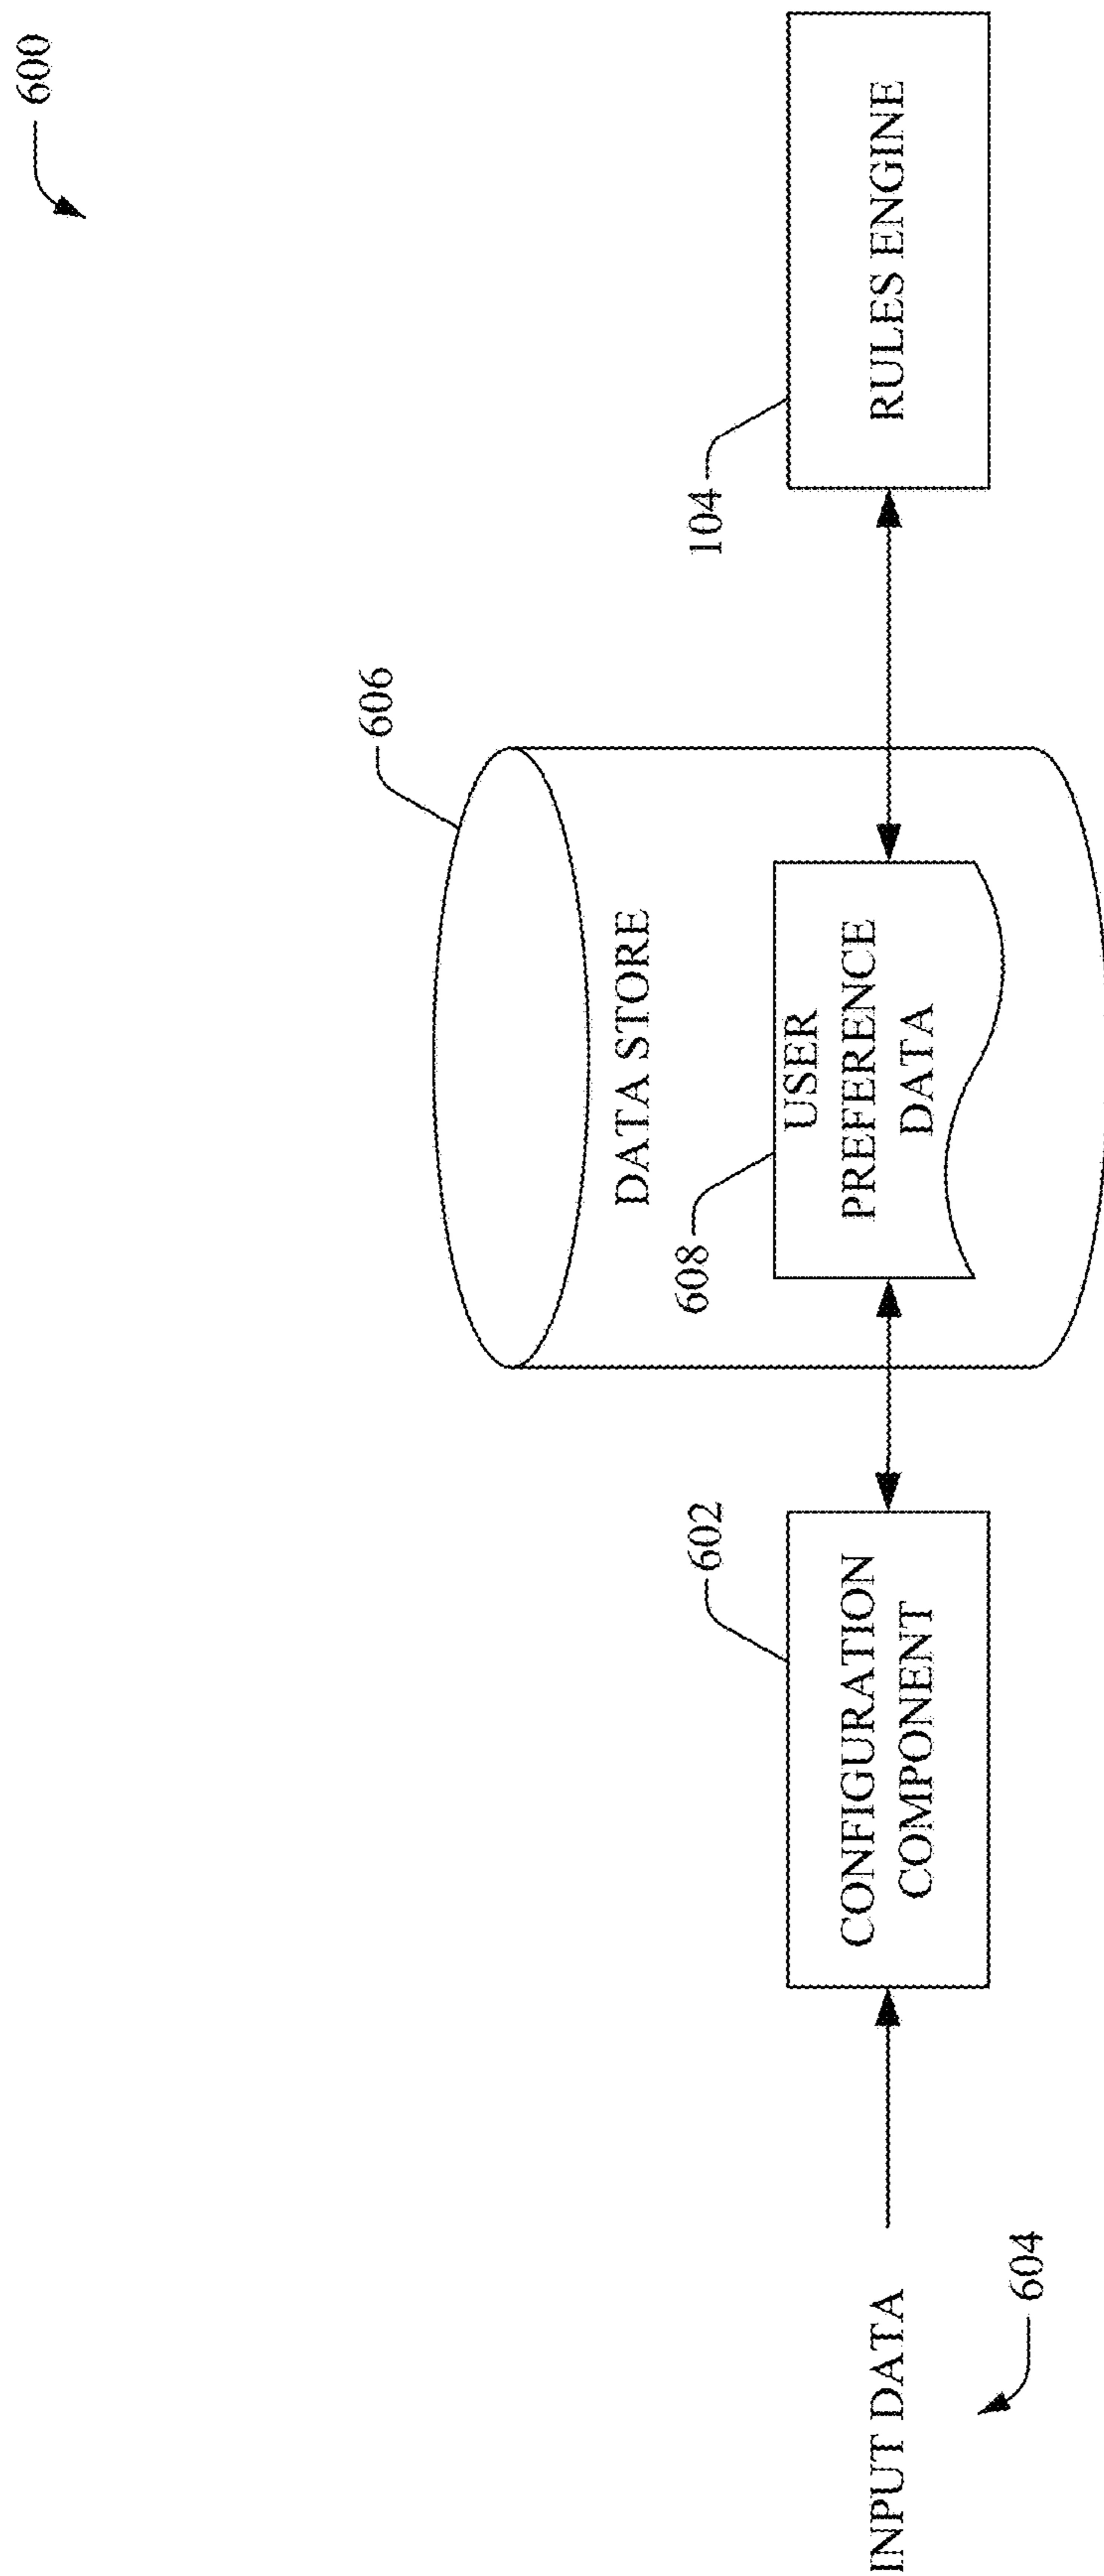 600
606
DATA STORE
608
USER
PREFERENCE
DATA
602
CONFIGURATION
COMPONENT
104
RULES ENGINE
INPUT DATA
604